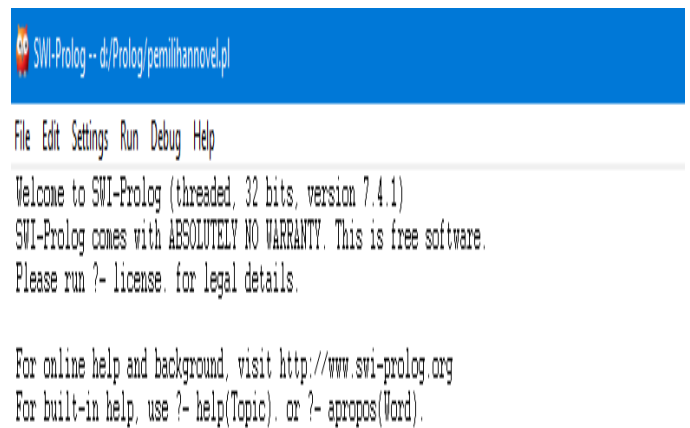 SWI-Prolog -- d:/Prolog/pemilihannovel.pl
File Edit Settings Run Debug Help
Welcome to SWI-Prolog (threaded, 32 bits, version 7.4.1)
SWI-Prolog comes with ABSOLUTELY NO WARRANTY. This is free software.
Please run ?- license. for legal details.
For online help and background, visit http://www.swi-prolog.org
For built-in help, use ?- help(Topic). or ?- apropos(Word).